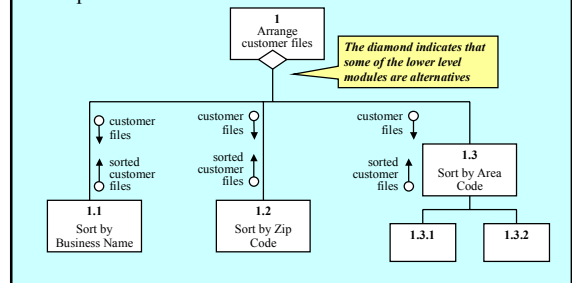 1
Arrange
customer files
The diamond indicates that
some of the lower level
modules are alternatives
customer
files
sorted
customer
files
customer
files
sorted
customer
files
customer
files
sorted
customer
files
1.1
Sort by
Business Name
1.2
Sort by Zip
Code
1.3
Sort by Area
Code
1.3.1
1.3.2